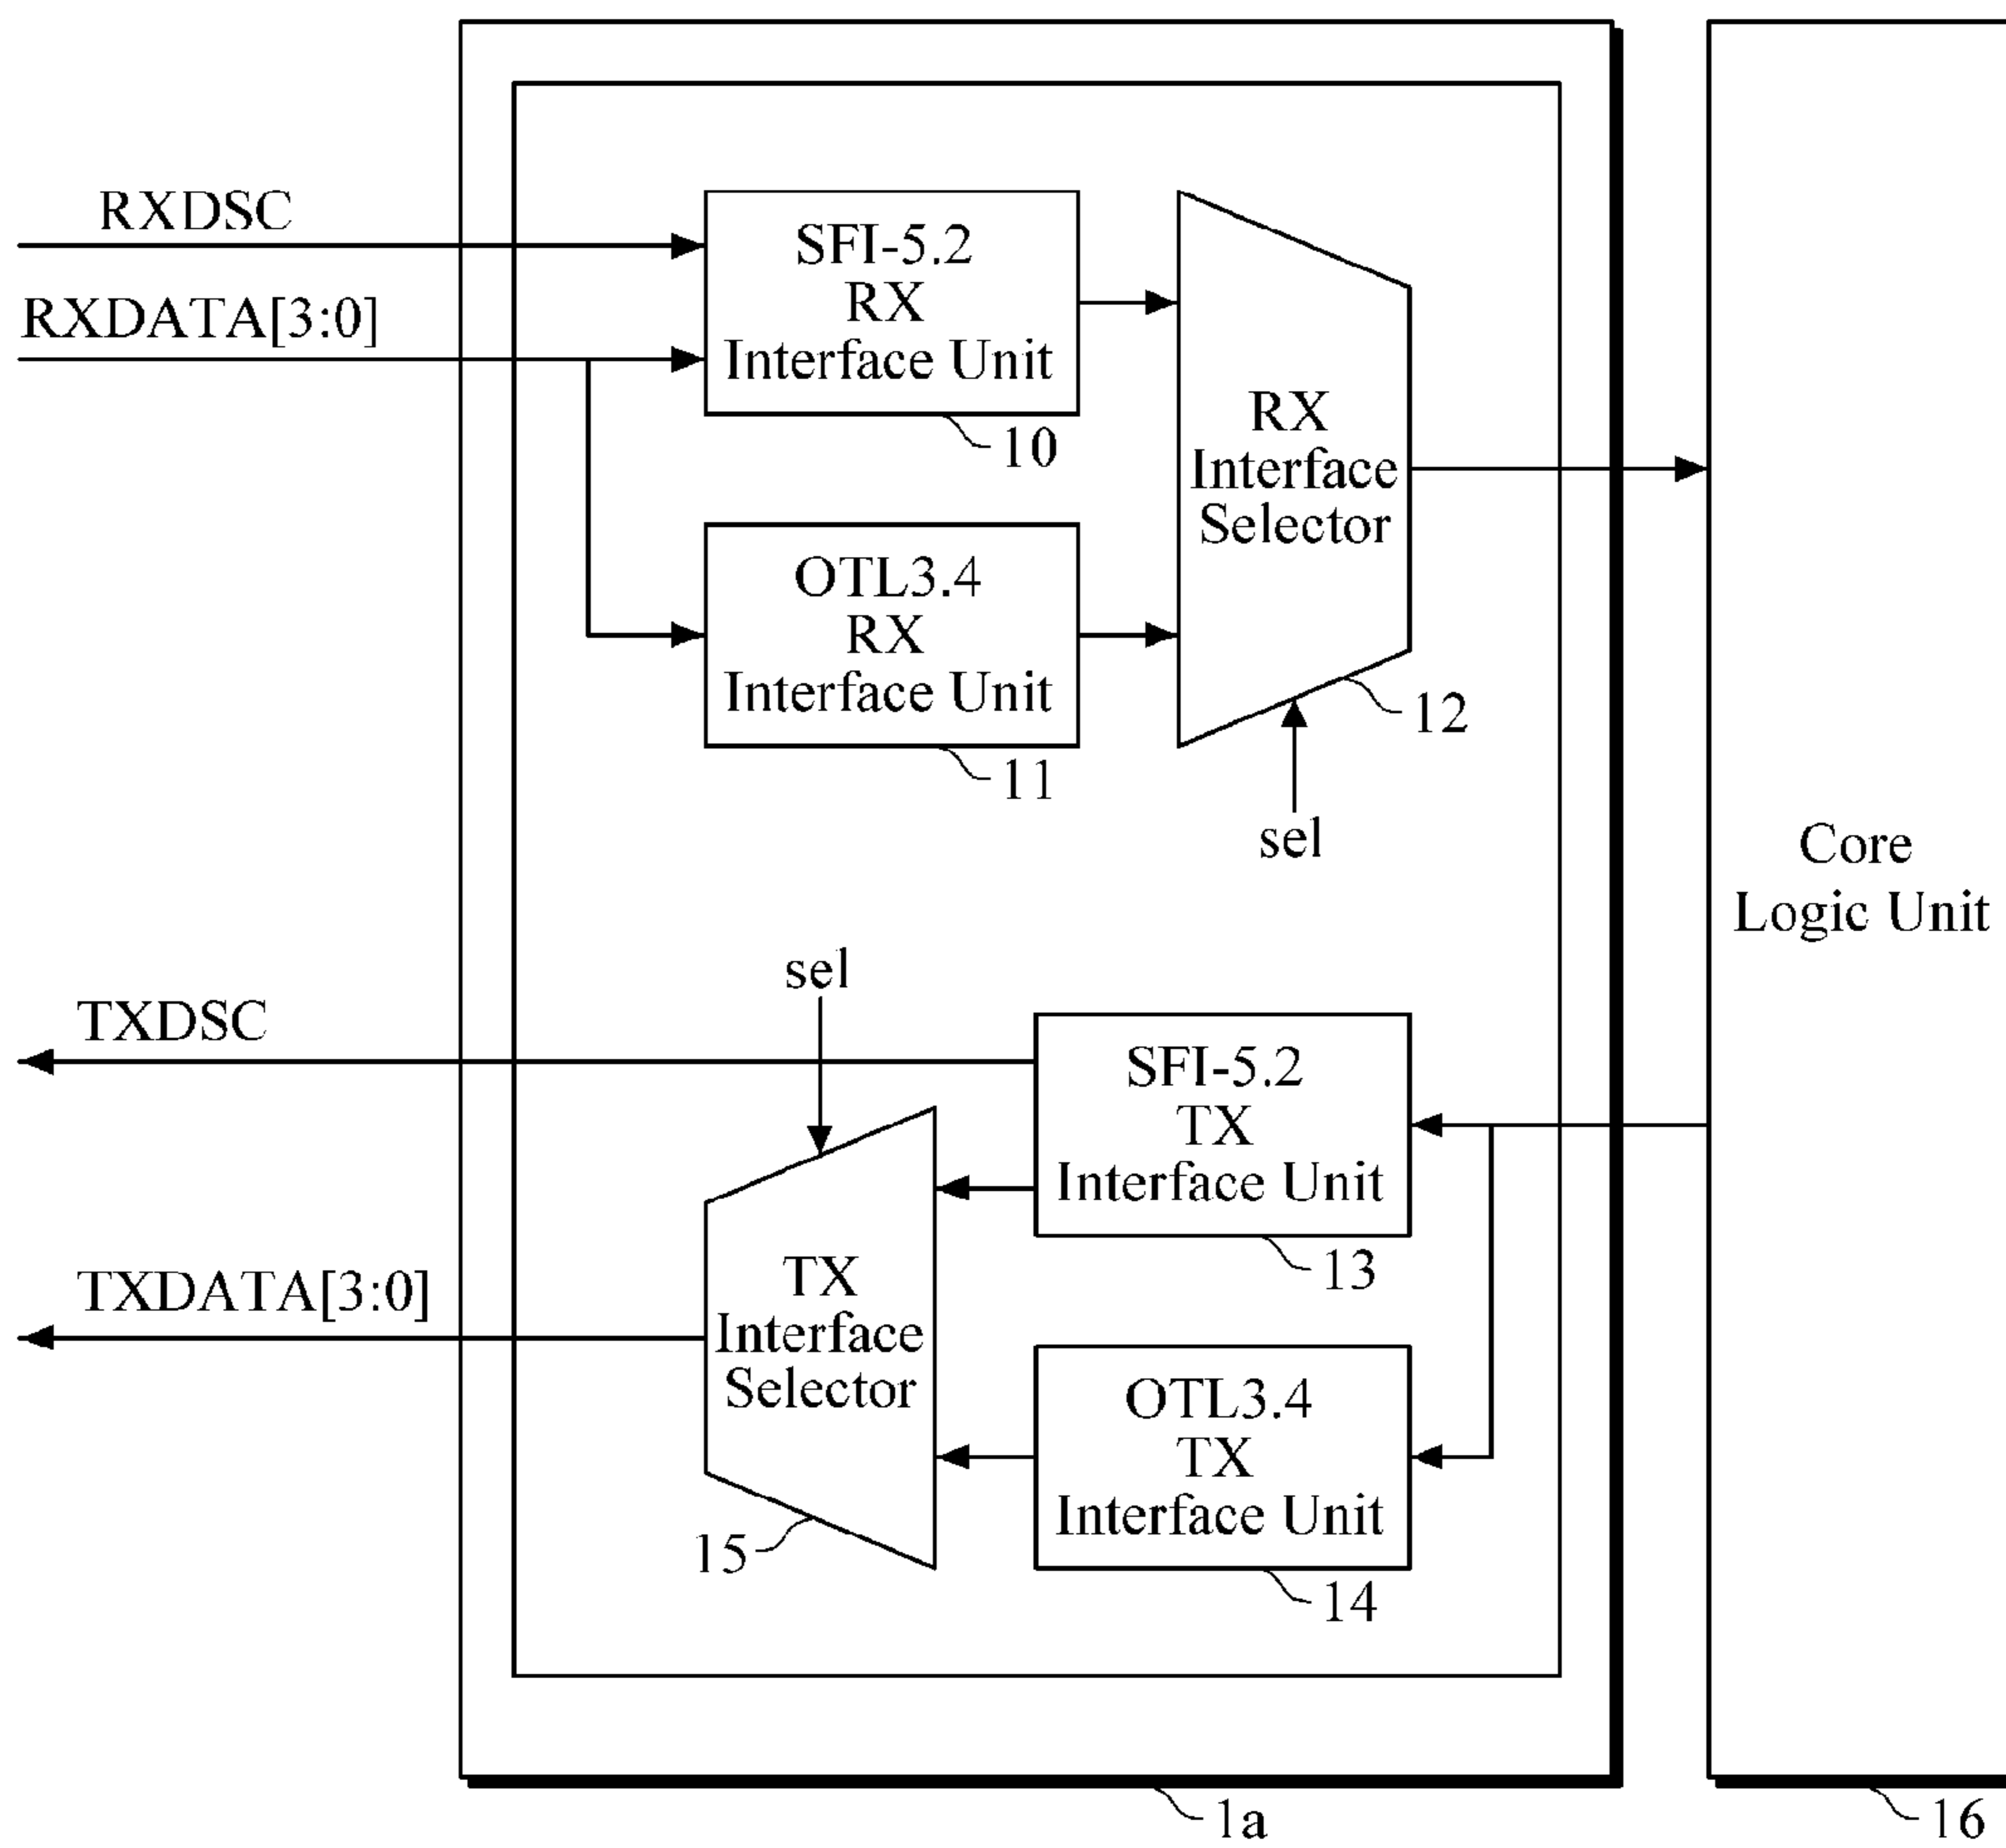 RXDSC
RXDATA[3:0]
SFI-5.2
RX
Interface Unit
10
OTL3.4
RX
Interface Unit
11
RX
Interface
Selector
12
sel
Core
Logic Unit
sel
TXDSC
TXDATA[3:0]
SFI-5.2
TX
Interface Unit
13
TX
Interface
Selector
15
OTL3.4
TX
Interface Unit
14
1a
16